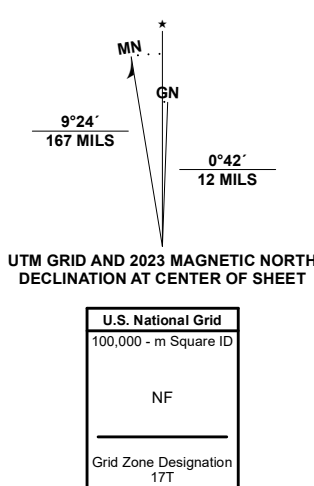 ★
MN
GN
9°24´
167 MILS
0°42´
12 MILS
UTM GRID AND 2023 MAGNETIC NORTH
DECLINATION AT CENTER OF SHEET
U.S. National Grid
100,000 - m Square ID
NF
Grid Zone Designation
17T